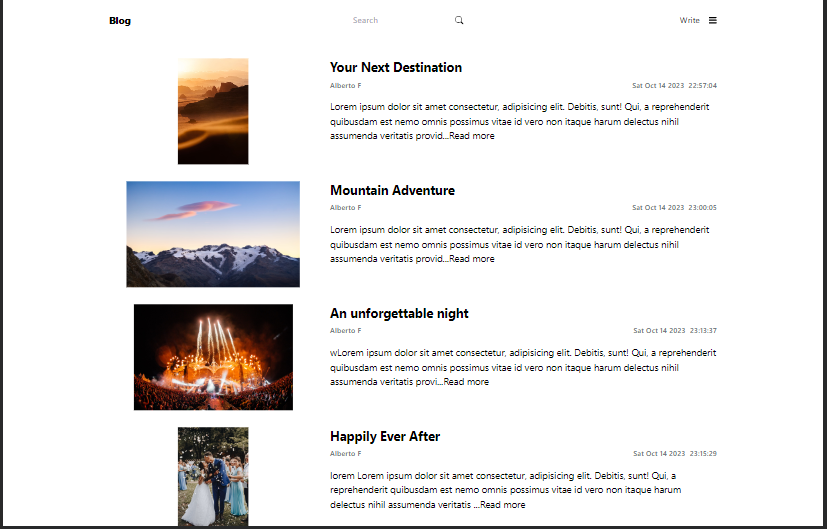 Blog
Search
Write
Your Next Destination
Alberto F
Sat Oct 14 2023 22:57:04
Lorem ipsum dolor sit amet consectetur, adipisicing elit. Debitis, sunt! Qui, a reprehenderit
quibusdam est nemo omnis possimus vitae id vero non itaque harum delectus nihil
assumenda veritatis provid...Read more
Mountain Adventure
Alberto F
Sat Oct 14 2023 23:00:05
Lorem ipsum dolor sit amet consectetur, adipisicing elit. Debitis, sunt! Qui, a reprehenderit
quibusdam est nemo omnis possimus vitae id vero non itaque harum delectus nihil
assumenda veritatis provid...Read more
An unforgettable night
Alberto F
Sat Oct 14 2023 23:13:37
wLorem ipsum dolor sit amet consectetur, adipisicing elit. Debitis, sunt! Qui, a reprehenderit
quibusdam est nemo omnis possimus vitae id vero non itaque harum delectus nihil
assumenda veritatis provi...Read more
Happily Ever After
Alberto F
Sat Oct 14 2023 23:15:29
lorem Lorem ipsum dolor sit amet consectetur, adipisicing elit. Debitis, sunt! Qui, a
reprehenderit quibusdam est nemo omnis possimus vitae id vero non itaque harum
delectus nihil assumenda veritatis ...Read more